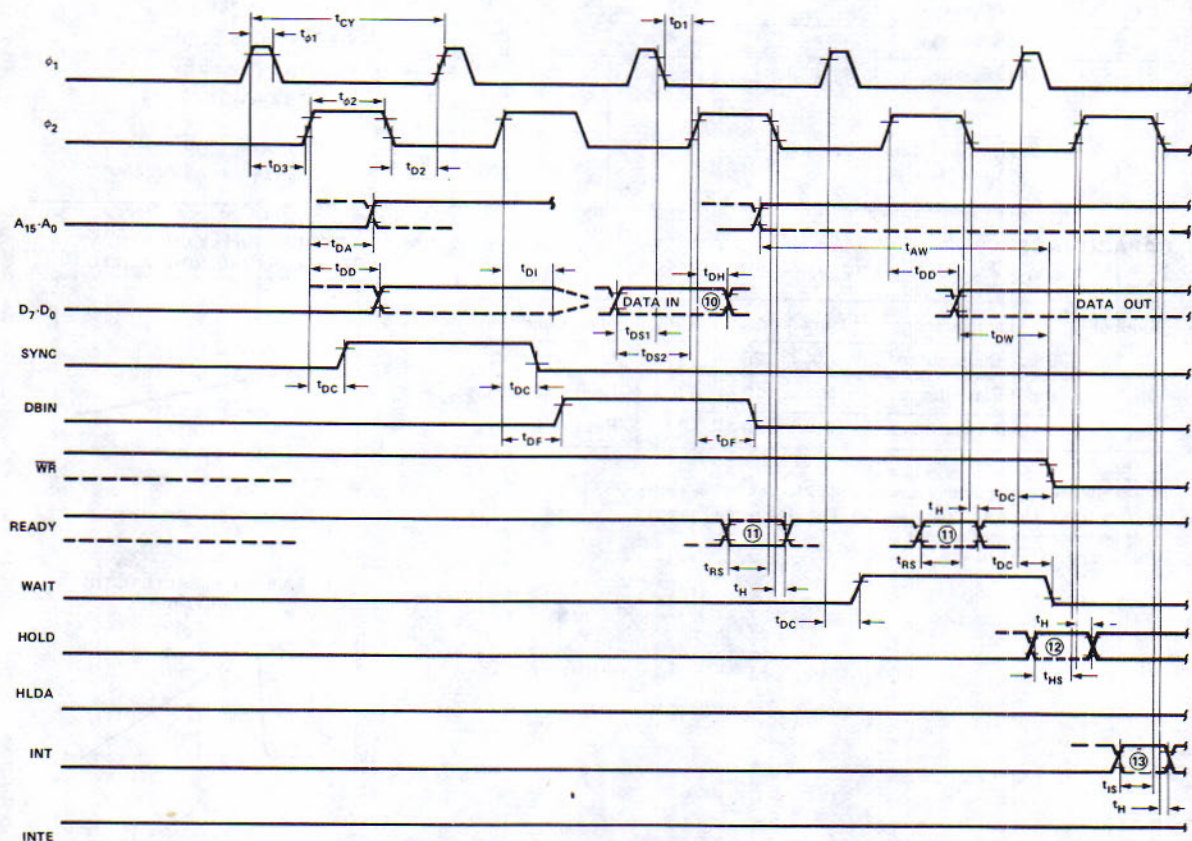 tCY
tD1
tφ1
φ1
tφ2
φ2
tD3
tD2
A15-A0
tDA
tAW
tDD
tDI
tDH
tDD
D7-D0
DATA IN
⑩
DATA OUT
tDS1
tDW
tDS2
SYNC
tDC
tDC
DBIN
tDF
tDF
WR
tDC
tH
READY
⑪
⑪
tRS
tRS
tDC
WAIT
tH
tDC
tH
HOLD
⑫
tHS
HLDA
INT
⑬
tIS
tH
INTE